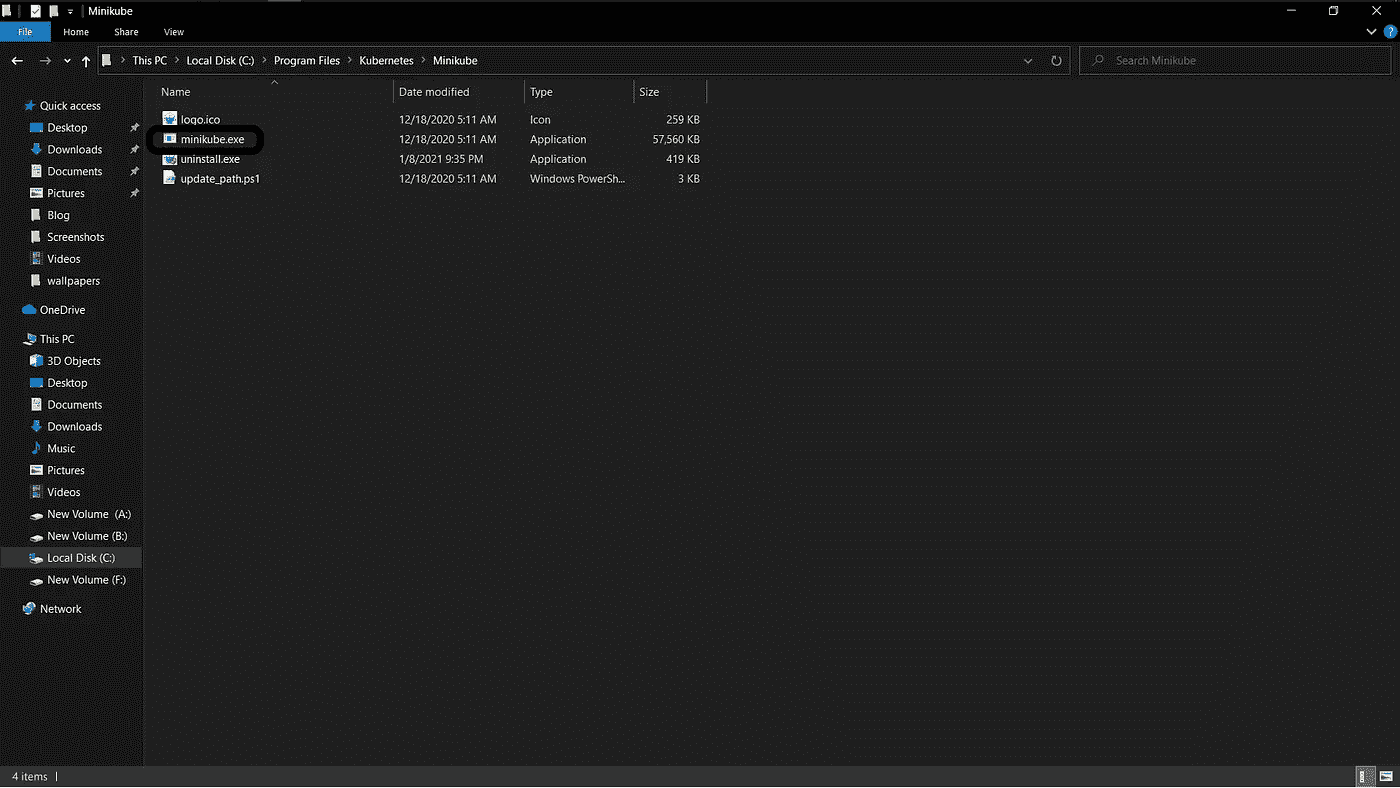 Minikube
File Home Share View
This PC Local Disk (C:) Program Files Kubernetes Minikube
Search Minikube
Name Date modified Type Size
logo.ico 12/18/2020 5:11 AM Icon 259 KB
minikube.exe 12/18/2020 5:11 AM Application 57,560 KB
uninstall.exe 1/8/2021 9:35 PM Application 419 KB
update_path.ps1 12/18/2020 5:11 AM Windows PowerSh... 3 KB
Quick access
Desktop
Downloads
Documents
Pictures
Blog
Screenshots
Videos
wallpapers
OneDrive
This PC
3D Objects
Desktop
Documents
Downloads
Music
Pictures
Videos
New Volume (A:)
New Volume (B:)
Local Disk (C:)
New Volume (F:)
Network
4 items